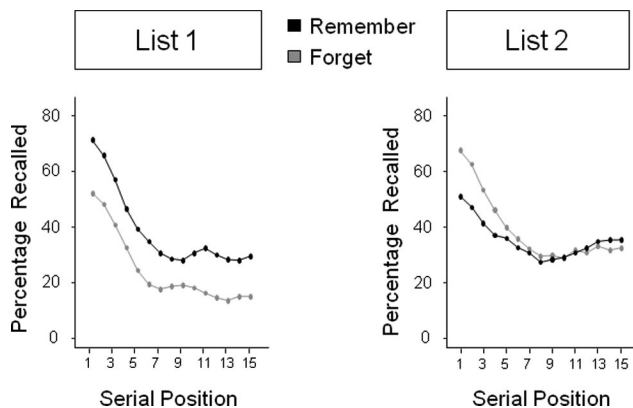 List 1
Remember
Forget
List 2
Percentage Recalled
80
60
40
20
0
1 3 5 7 9 11 13 15
Serial Position
Percentage Recalled
80
60
40
20
0
1 3 5 7 9 11 13 15
Serial Position